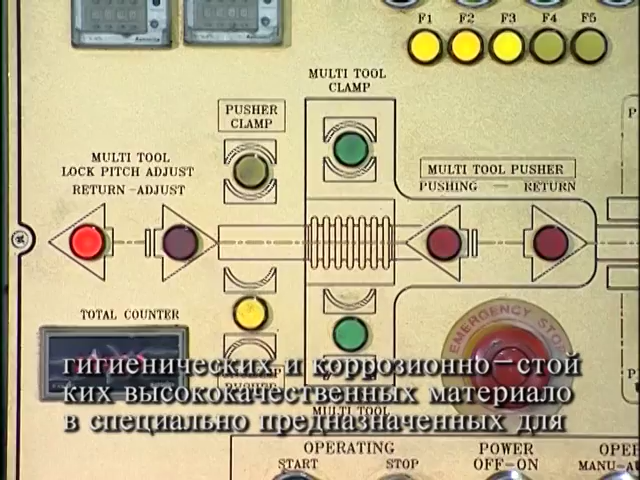 F1 F2 F3 F4 F5
MULTI TOOL
CLAMP
PUSHER
CLAMP
MULTI TOOL
LOCK PITCH ADJUST
RETURN - ADJUST
MULTI TOOL PUSHER
PUSHING — RETURN
TOTAL COUNTER
EMERGENCY STOP
гигиенических и коррозионно-стой
ких высококачественных материало
в специально предназначенных для
MULTI TOOL
OPERATING
START STOP
POWER
OFF-ON